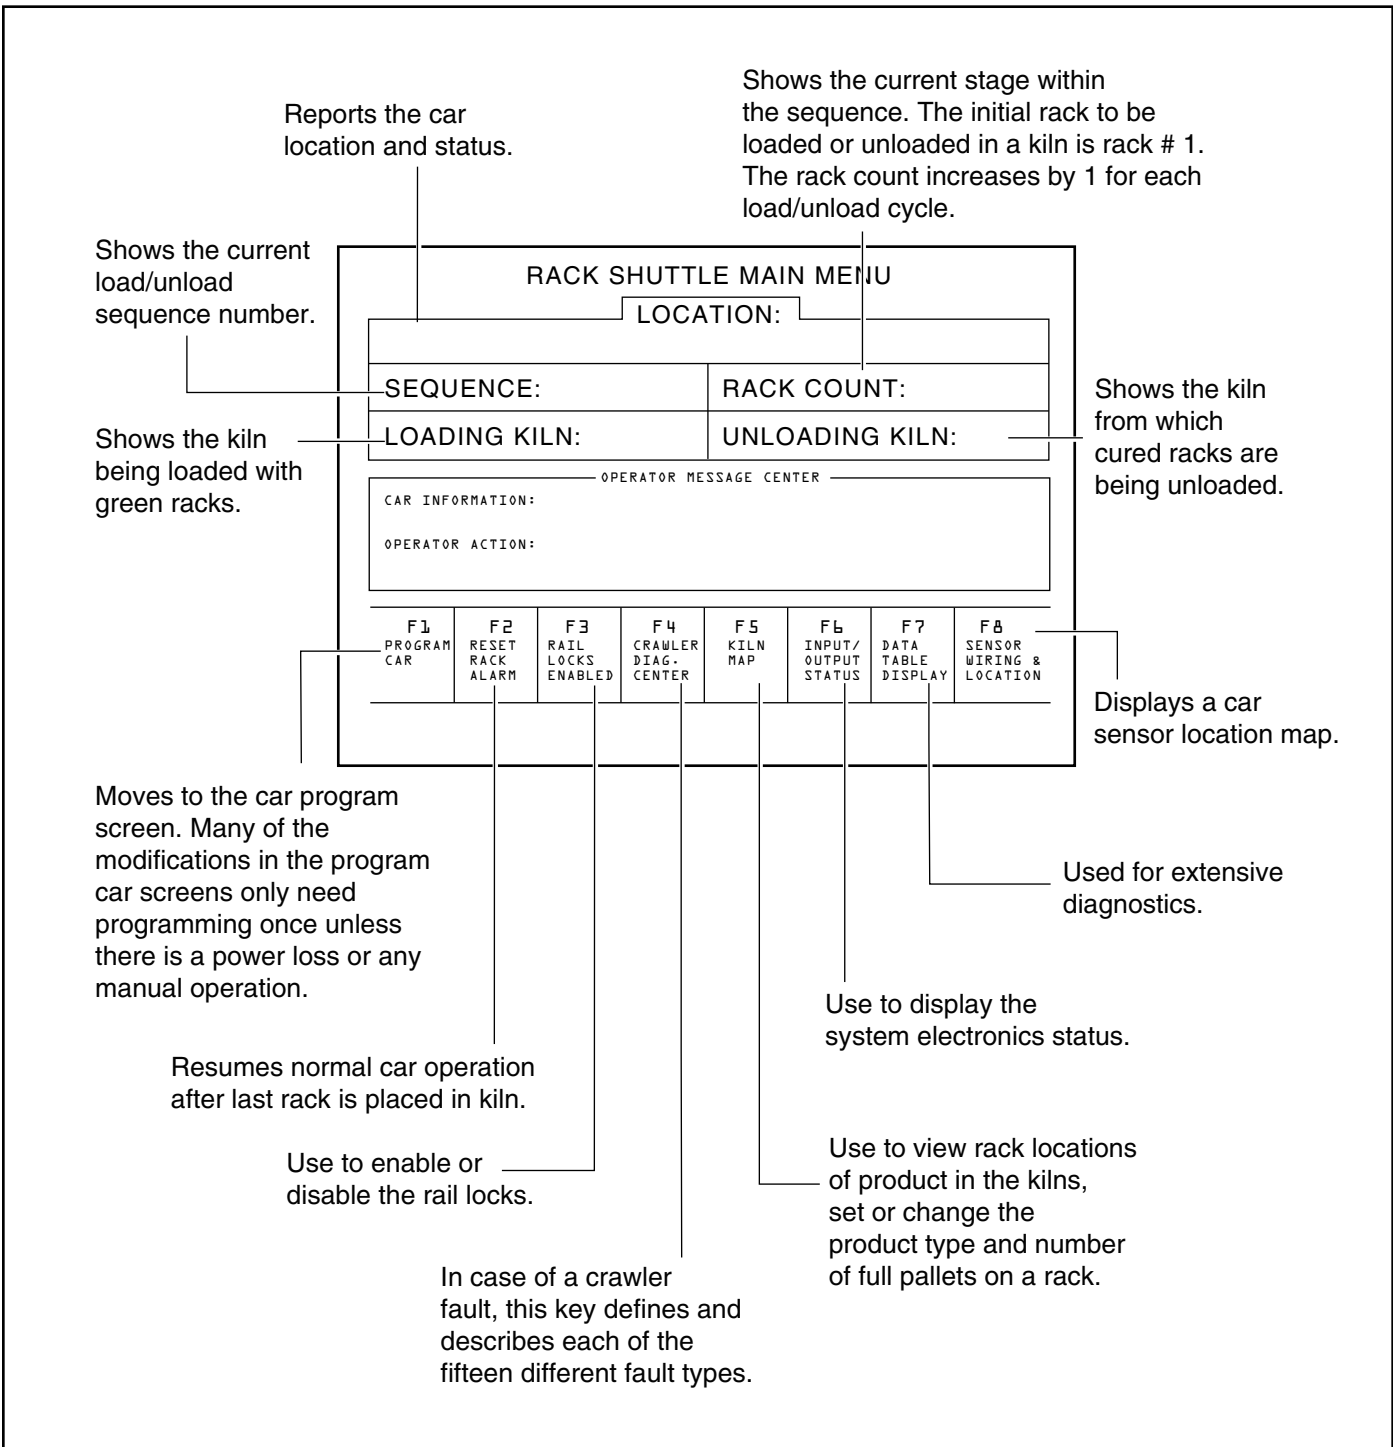 Shows the current stage within
the sequence. The initial rack to be
loaded or unloaded in a kiln is rack # 1.
The rack count increases by 1 for each
load/unload cycle.
Reports the car
location and status.
Shows the current
load/unload
sequence number.
RACK SHUTTLE MAIN MENU
LOCATION:
SEQUENCE:
RACK COUNT:
LOADING KILN:
UNLOADING KILN:
Shows the kiln
being loaded with
green racks.
Shows the kiln
from which
cured racks are
being unloaded.
OPERATOR MESSAGE CENTER
CAR INFORMATION:
OPERATOR ACTION:
F1
PROGRAM
CAR
F2
RESET
RACK
ALARM
F3
RAIL
LOCKS
ENABLED
F4
CRAWLER
DIAG.
CENTER
F5
KILN
MAP
F6
INPUT/
OUTPUT
STATUS
F7
DATA
TABLE
DISPLAY
F8
SENSOR
WIRING &
LOCATION
Displays a car
sensor location map.
Moves to the car program
screen. Many of the
modifications in the program
car screens only need
programming once unless
there is a power loss or any
manual operation.
Used for extensive
diagnostics.
Use to display the
system electronics status.
Resumes normal car operation
after last rack is placed in kiln.
Use to enable or
disable the rail locks.
Use to view rack locations
of product in the kilns,
set or change the
product type and number
of full pallets on a rack.
In case of a crawler
fault, this key defines and
describes each of the
fifteen different fault types.